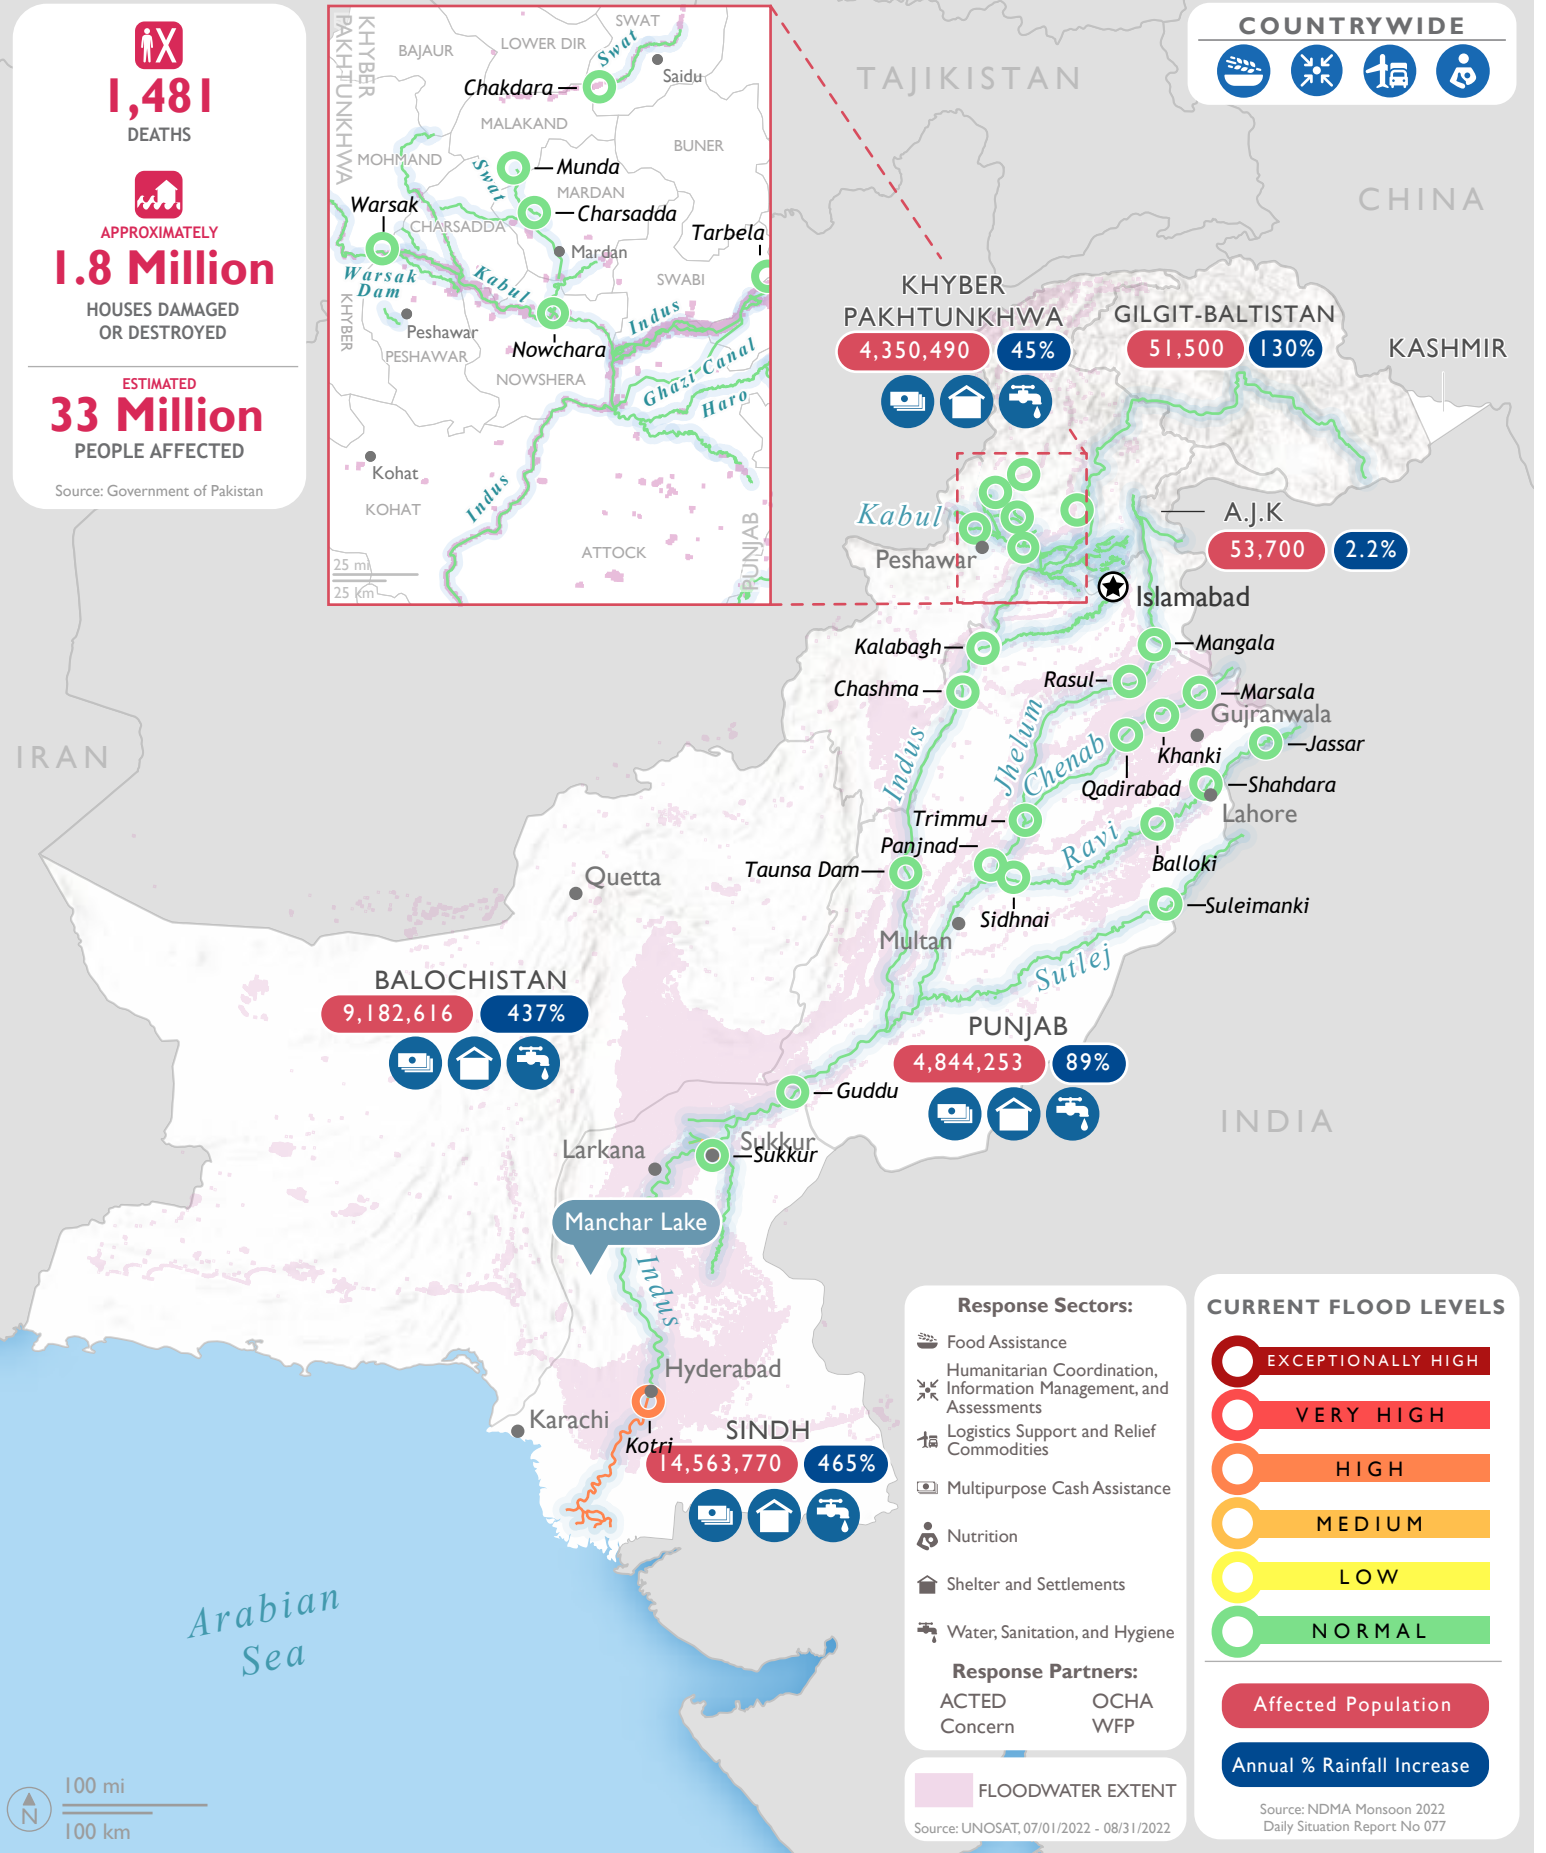 1,481
DEATHS
APPROXIMATELY
1.8 Million
HOUSES DAMAGED
OR DESTROYED
ESTIMATED
33 Million
PEOPLE AFFECTED
Source: Government of Pakistan
KHYBER
PAKHTUNKHWA
BAJAUR
LOWER DIR
SWAT
Swat
Saidu
Chakdara
MALAKAND
BUNER
MOHMAND
Munda
Swat
MARDAN
Warsak
CHARSADDA
Charsadda
Tarbela
Mardan
Warsak
Dam
Kabul
SWABI
KHYBER
Peshawar
PESHAWAR
Indus
Nowchara
NOWSHERA
Ghazi Canal
Haro
Kohat
KOHAT
Indus
ATTOCK
PUNJAB
25 mi
25 km
COUNTRYWIDE
TAJIKISTAN
CHINA
KHYBER
PAKHTUNKHWA
4,350,490
45%
GILGIT-BALTISTAN
51,500
130%
KASHMIR
Kabul
Peshawar
A.J.K
53,700
2.2%
Islamabad
Kalabagh
Mangala
Chashma
Rasul
Marsala
Gujranwala
Indus
Jhelum
Chenab
Khanki
Jassar
Qadirabad
Shahdara
Lahore
Trimmu
Panjnad
Ravi
Taunsa Dam
Balloki
Sidhnai
Suleimanki
Multan
Sutlej
IRAN
Quetta
BALOCHISTAN
9,182,616
437%
PUNJAB
4,844,253
89%
Guddu
INDIA
Larkana
Sukkur
Sukkur
Manchar Lake
Indus
Hyderabad
Karachi
Kotri
SINDH
14,563,770
465%
Arabian
Sea
100 mi
N
100 km
Response Sectors:
Food Assistance
Humanitarian Coordination,
Information Management, and
Assessments
Logistics Support and Relief
Commodities
Multipurpose Cash Assistance
Nutrition
Shelter and Settlements
Water, Sanitation, and Hygiene
Response Partners:
ACTED
OCHA
Concern
WFP
FLOODWATER EXTENT
Source: UNOSAT, 07/01/2022 - 08/31/2022
CURRENT FLOOD LEVELS
EXCEPTIONALLY HIGH
VERY HIGH
HIGH
MEDIUM
LOW
NORMAL
Affected Population
Annual % Rainfall Increase
Source: NDMA Monsoon 2022
Daily Situation Report No 077